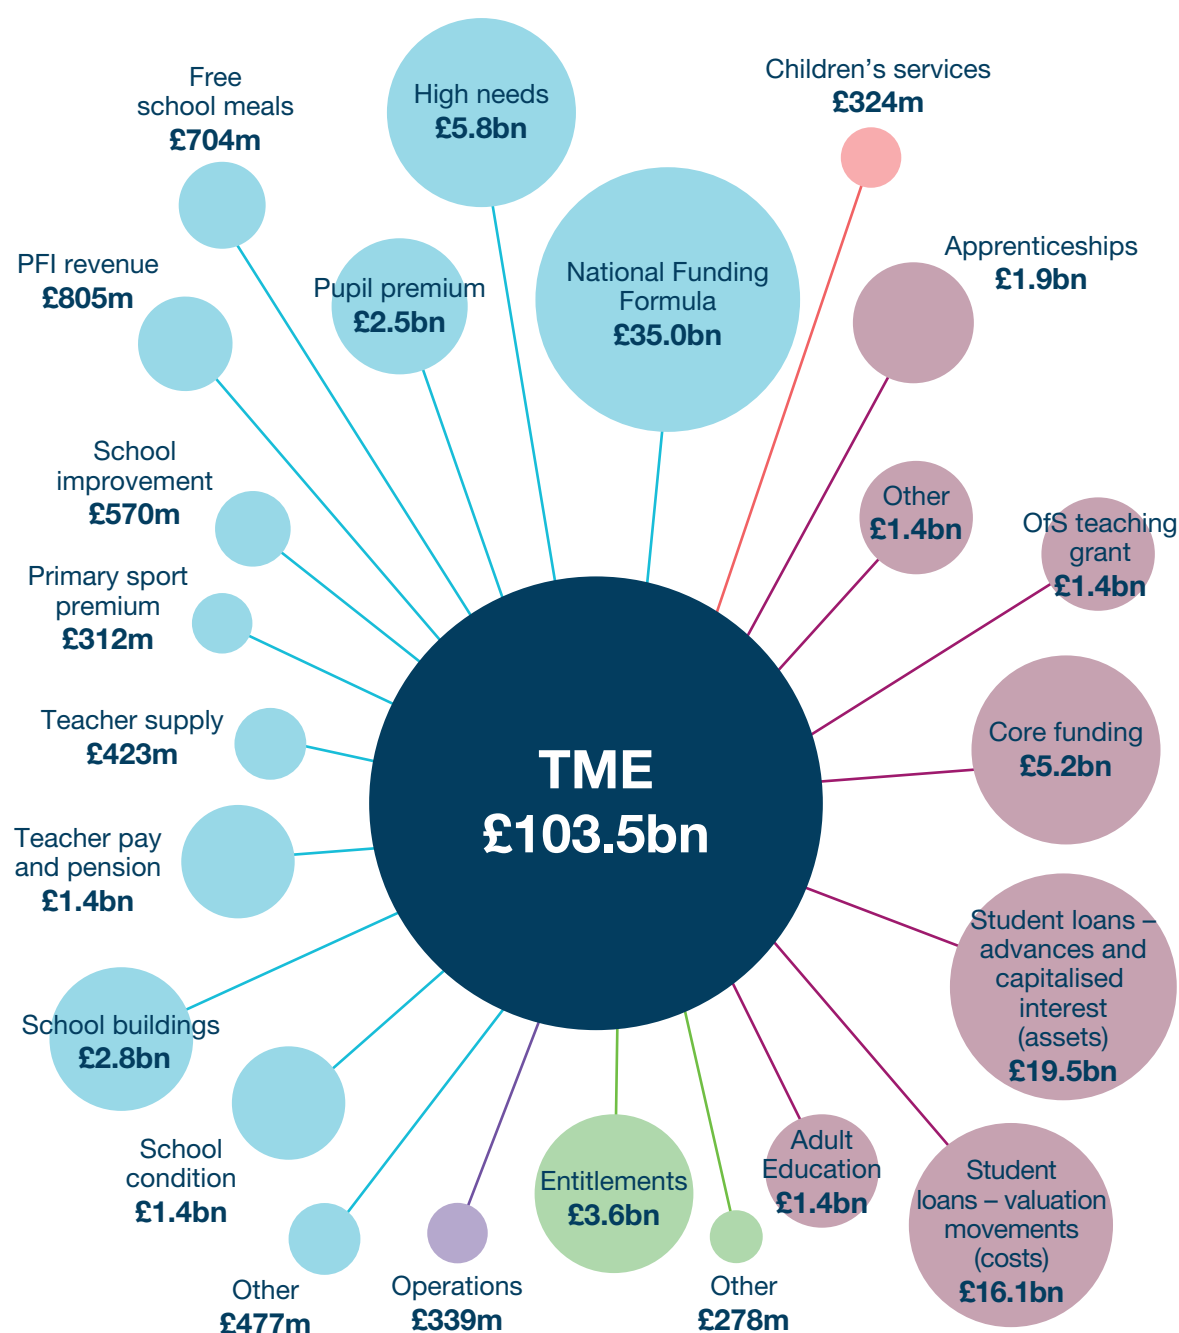 Free
school meals
£704m
High needs
£5.8bn
Children’s services
£324m
PFI revenue
£805m
Pupil premium
£2.5bn
National Funding
Formula
£35.0bn
Apprenticeships
£1.9bn
School
improvement
£570m
Other
£1.4bn
OfS teaching
grant
£1.4bn
Primary sport
premium
£312m
Teacher supply
£423m
Core funding
£5.2bn
TME
£103.5bn
Teacher pay
and pension
£1.4bn
Student loans –
advances and
capitalised
interest
(assets)
£19.5bn
School buildings
£2.8bn
School
condition
£1.4bn
Other
£477m
Operations
£339m
Entitlements
£3.6bn
Other
£278m
Adult
Education
£1.4bn
Student
loans – valuation
movements
(costs)
£16.1bn